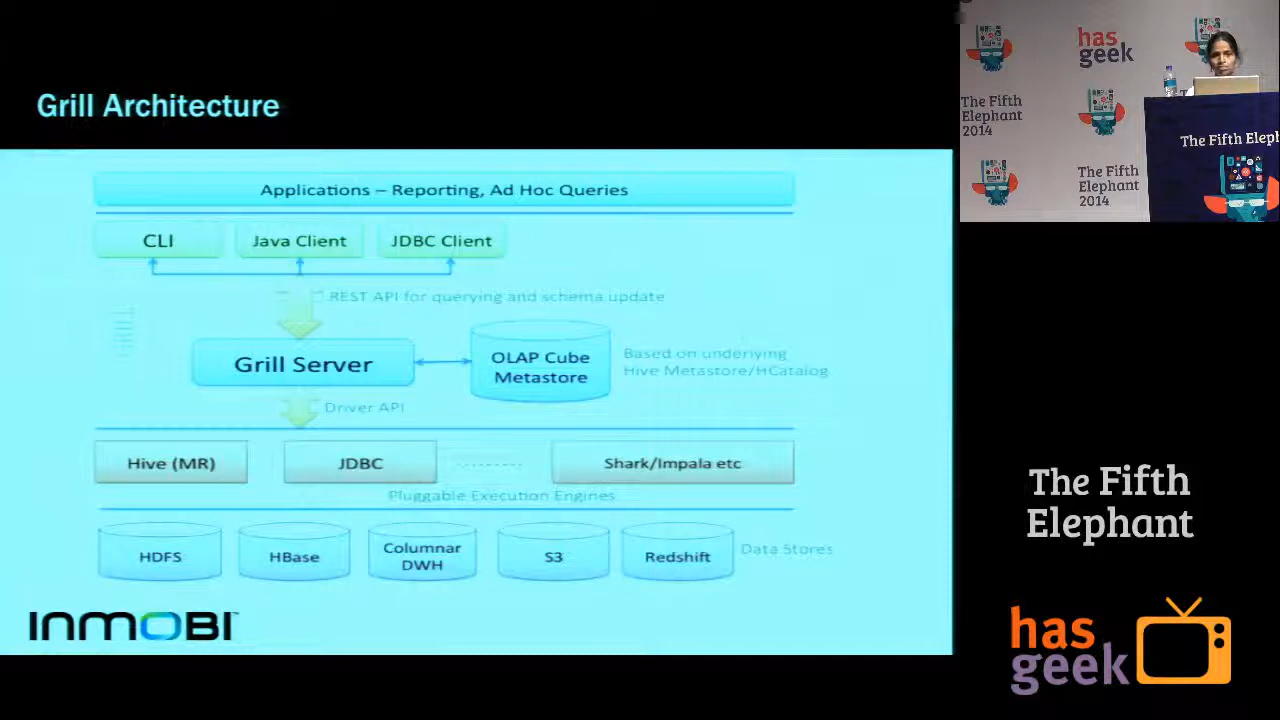 Grill Architecture
Applications – Reporting, Ad Hoc Queries
CLI
Java Client
JDBC Client
REST API for querying and schema update
Grill Server
OLAP Cube
Metastore
Based on underlying
Hive Metastore/HCatalog
Driver API
Hive (MR)
JDBC
Shark/Impala etc
Pluggable Execution Engines
HDFS
HBase
Columnar
DWH
S3
Redshift
Data Stores
INMOBI
has
geek
The Fifth
Elephant
2014
The Fifth
Elephant
2014
The Fifth Eleph
The Fifth
Elephant
has
geek